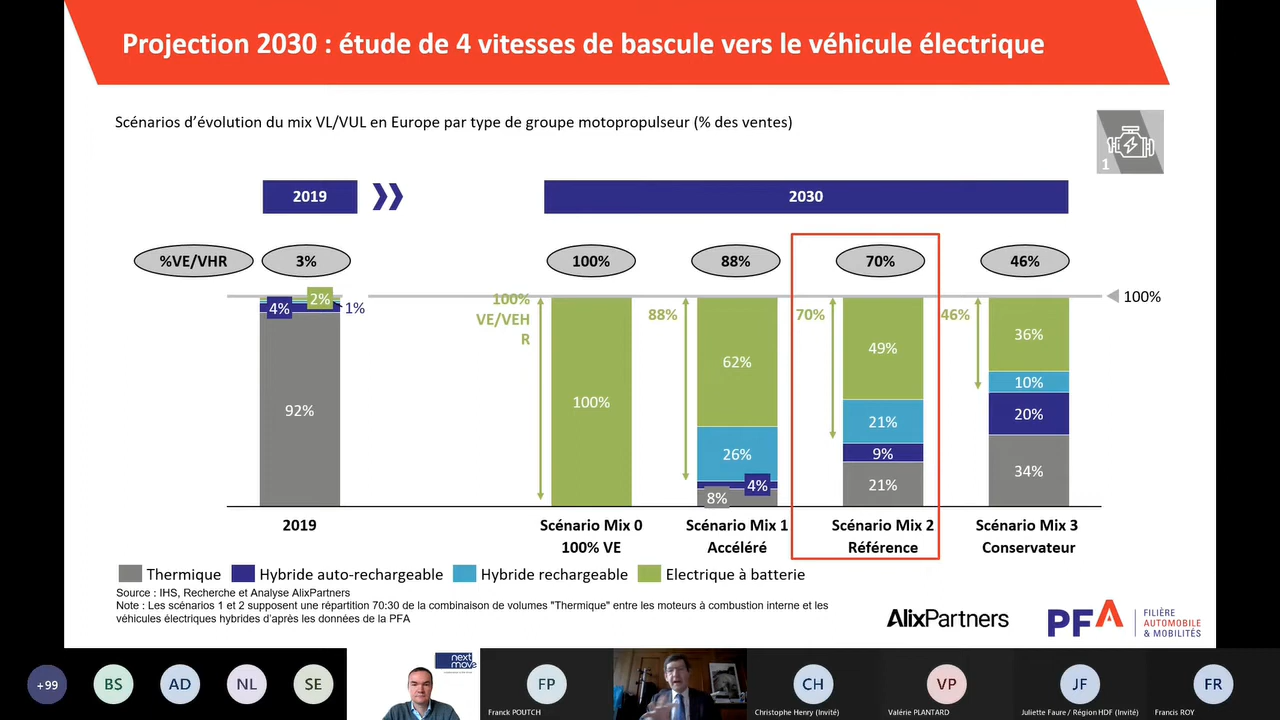 Projection 2030 : étude de 4 vitesses de bascule vers le véhicule électrique
Scénarios d'évolution du mix VL/VUL en Europe par type de groupe motopropulseur (% des ventes)
1
2019
2030
%VE/VHR
3%
100%
88%
70%
46%
100%
2%
4%
1%
92%
100%
VE/VEH
R
100%
88%
62%
26%
4%
8%
70%
49%
21%
9%
21%
46%
36%
10%
20%
34%
2019
Scénario Mix 0
100% VE
Scénario Mix 1
Accéléré
Scénario Mix 2
Référence
Scénario Mix 3
Conservateur
Thermique
Hybride auto-rechargeable
Hybride rechargeable
Electrique à batterie
Source : IHS, Recherche et Analyse AlixPartners
Note : Les scénarios 1 et 2 supposent une répartition 70:30 de la combinaison de volumes "Thermique" entre les moteurs à combustion interne et les
véhicules électriques hybrides d'après les données de la PFA
AlixPartners
PFA
FILIÈRE
AUTOMOBILE
& MOBILITÉS
+99
BS
AD
NL
SE
next
move
FP
Franck POUTCH
CH
Christophe Henry (Invité)
VP
Valérie PLANTARD
JF
Juliette Faure / Région HDF (Invité)
FR
Francis ROY